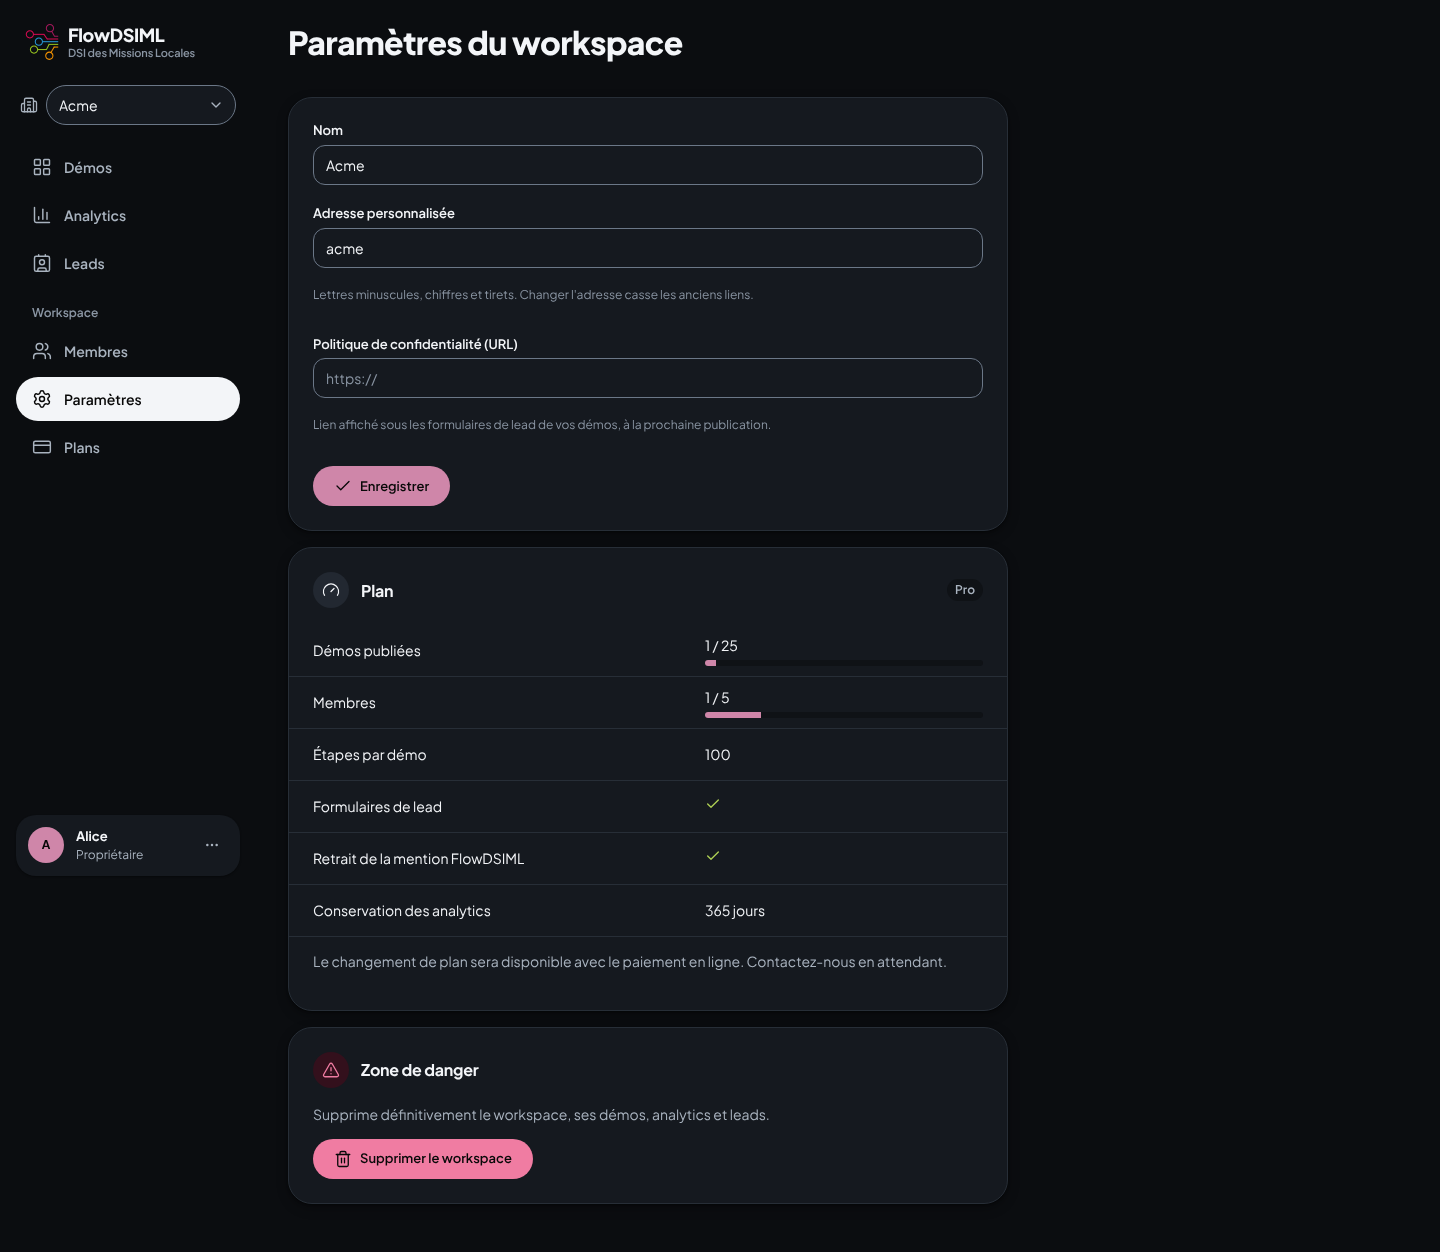 FlowDSIML
DSI des Missions Locales
Acme
Démos
Analytics
Leads
Workspace
Membres
Paramètres
Plans
A
Alice
Propriétaire
Paramètres du workspace
Nom
Acme
Adresse personnalisée
acme
Lettres minuscules, chiffres et tirets. Changer l'adresse casse les anciens liens.
Politique de confidentialité (URL)
https://
Lien affiché sous les formulaires de lead de vos démos, à la prochaine publication.
Enregistrer
Plan
Pro
Démos publiées
1 / 25
Membres
1 / 5
Étapes par démo
100
Formulaires de lead
Retrait de la mention FlowDSIML
Conservation des analytics
365 jours
Le changement de plan sera disponible avec le paiement en ligne. Contactez-nous en attendant.
Zone de danger
Supprime définitivement le workspace, ses démos, analytics et leads.
Supprimer le workspace